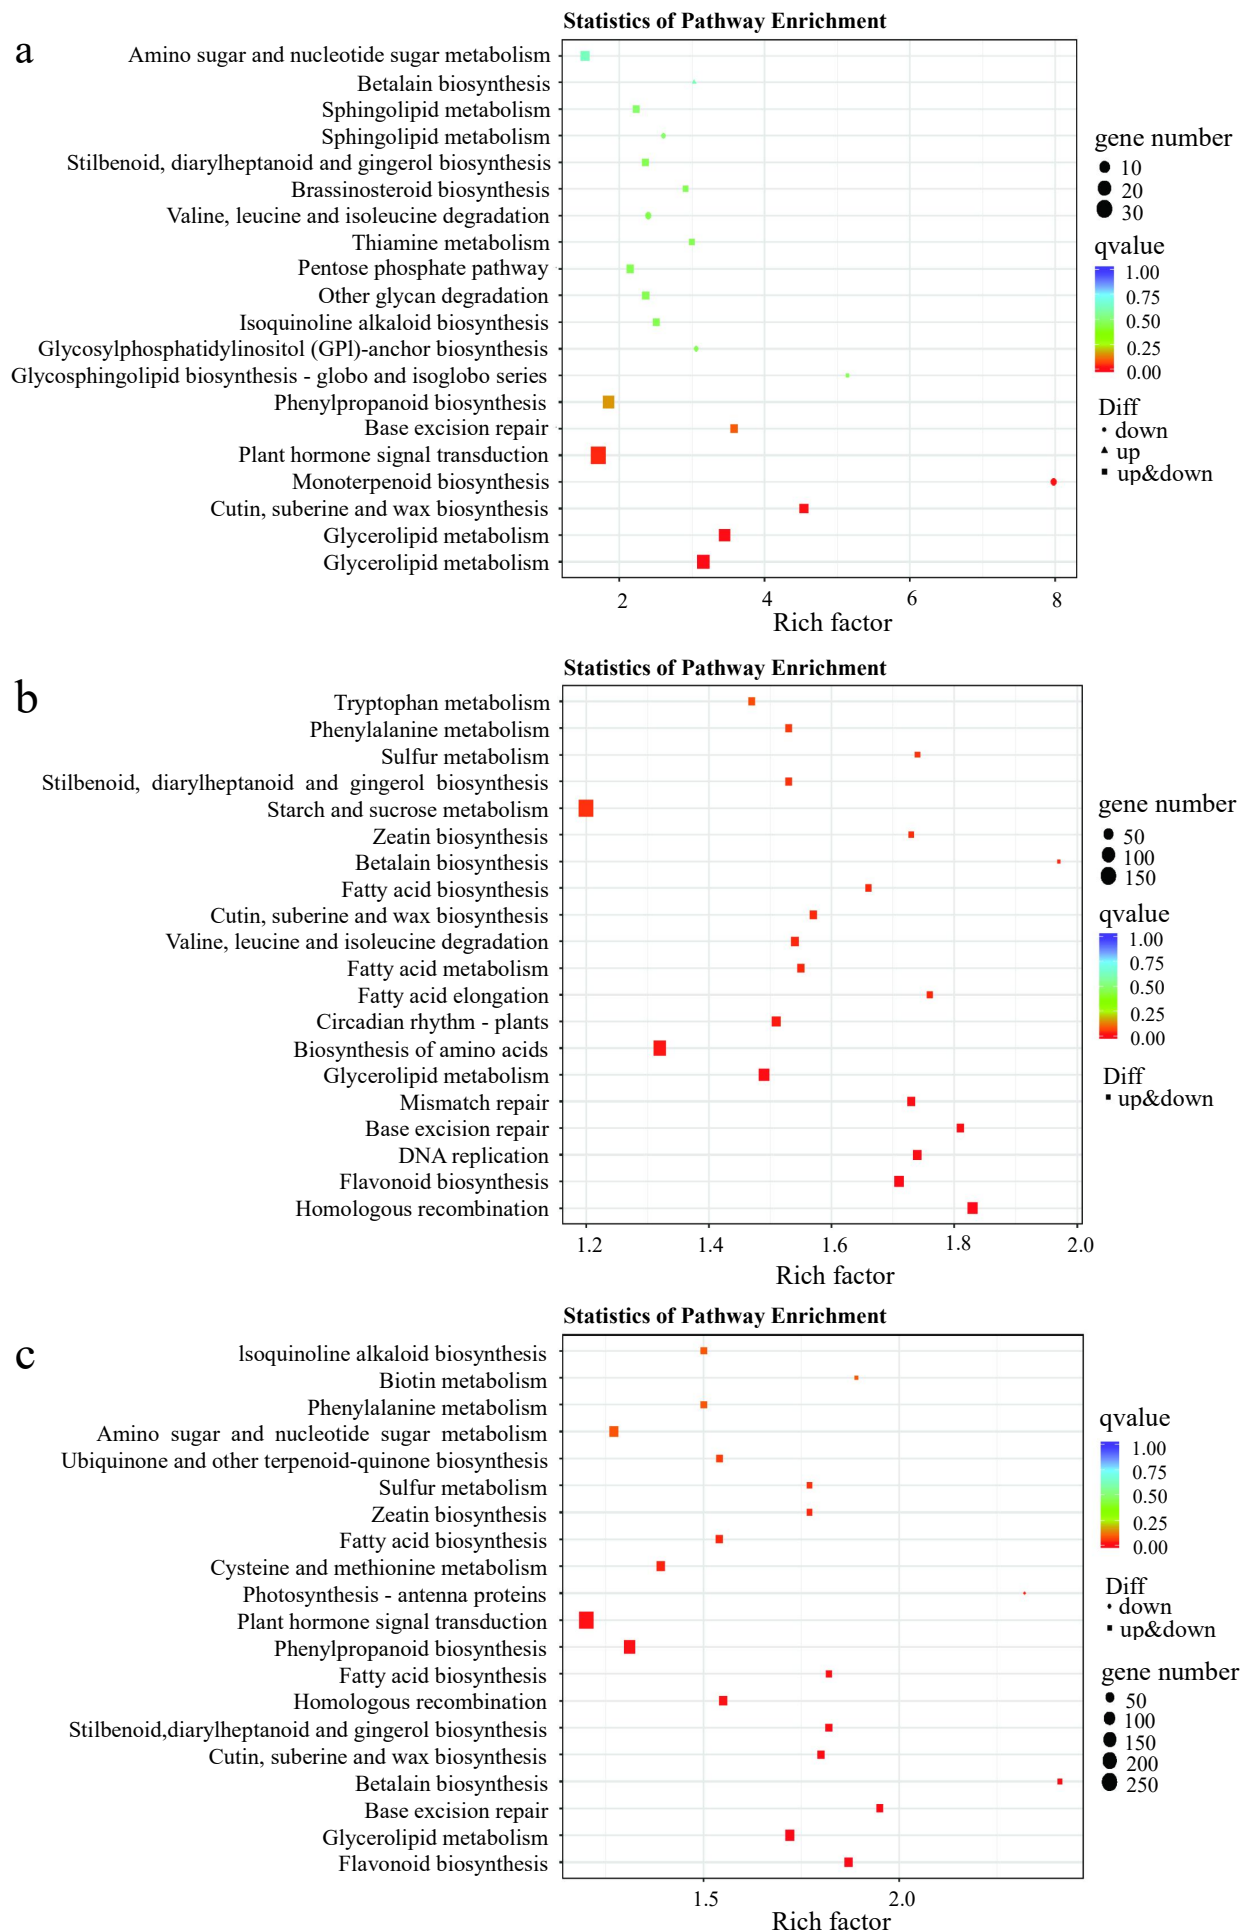 a
Statistics of Pathway Enrichment
Amino sugar and nucleotide sugar metabolism
Betalain biosynthesis
Sphingolipid metabolism
Sphingolipid metabolism
Stilbenoid, diarylheptanoid and gingerol biosynthesis
Brassinosteroid biosynthesis
Valine, leucine and isoleucine degradation
Thiamine metabolism
Pentose phosphate pathway
Other glycan degradation
Isoquinoline alkaloid biosynthesis
Glycosylphosphatidylinositol (GPl)-anchor biosynthesis
Glycosphingolipid biosynthesis - globo and isoglobo series
Phenylpropanoid biosynthesis
Base excision repair
Plant hormone signal transduction
Monoterpenoid biosynthesis
Cutin, suberine and wax biosynthesis
Glycerolipid metabolism
Glycerolipid metabolism
2 4 6 8
Rich factor
gene number
10
20
30
qvalue
1.00
0.75
0.50
0.25
0.00
Diff
down
up
up&down
b
Statistics of Pathway Enrichment
Tryptophan metabolism
Phenylalanine metabolism
Sulfur metabolism
Stilbenoid, diarylheptanoid and gingerol biosynthesis
Starch and sucrose metabolism
Zeatin biosynthesis
Betalain biosynthesis
Fatty acid biosynthesis
Cutin, suberine and wax biosynthesis
Valine, leucine and isoleucine degradation
Fatty acid metabolism
Fatty acid elongation
Circadian rhythm - plants
Biosynthesis of amino acids
Glycerolipid metabolism
Mismatch repair
Base excision repair
DNA replication
Flavonoid biosynthesis
Homologous recombination
1.2 1.4 1.6 1.8 2.0
Rich factor
gene number
50
100
150
qvalue
1.00
0.75
0.50
0.25
0.00
Diff
up&down
c
Statistics of Pathway Enrichment
lsoquinoline alkaloid biosynthesis
Biotin metabolism
Phenylalanine metabolism
Amino sugar and nucleotide sugar metabolism
Ubiquinone and other terpenoid-quinone biosynthesis
Sulfur metabolism
Zeatin biosynthesis
Fatty acid biosynthesis
Cysteine and methionine metabolism
Photosynthesis - antenna proteins
Plant hormone signal transduction
Phenylpropanoid biosynthesis
Fatty acid biosynthesis
Homologous recombination
Stilbenoid,diarylheptanoid and gingerol biosynthesis
Cutin, suberine and wax biosynthesis
Betalain biosynthesis
Base excision repair
Glycerolipid metabolism
Flavonoid biosynthesis
1.5 2.0
Rich factor
qvalue
1.00
0.75
0.50
0.25
0.00
Diff
down
up&down
gene number
50
100
150
200
250